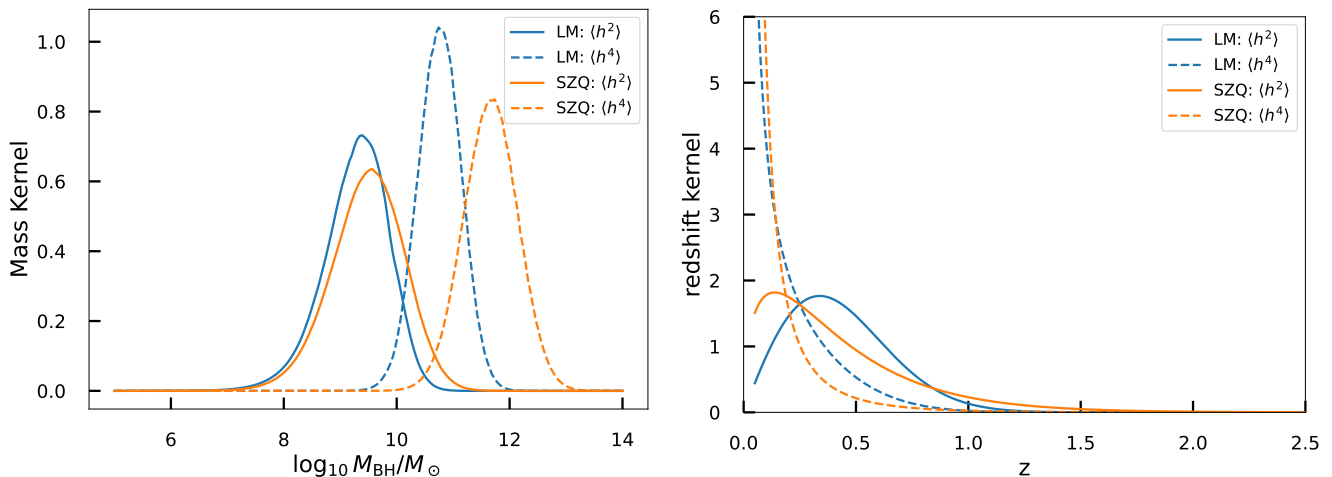 Mass Kernel
1.0
0.8
0.6
0.4
0.2
0.0
6
8
10
12
14
log₁₀ M_BH/M_⊙
LM: ⟨h²⟩
LM: ⟨h⁴⟩
SZQ: ⟨h²⟩
SZQ: ⟨h⁴⟩
redshift kernel
6
5
4
3
2
1
0
0.0
0.5
1.0
1.5
2.0
2.5
z
LM: ⟨h²⟩
LM: ⟨h⁴⟩
SZQ: ⟨h²⟩
SZQ: ⟨h⁴⟩